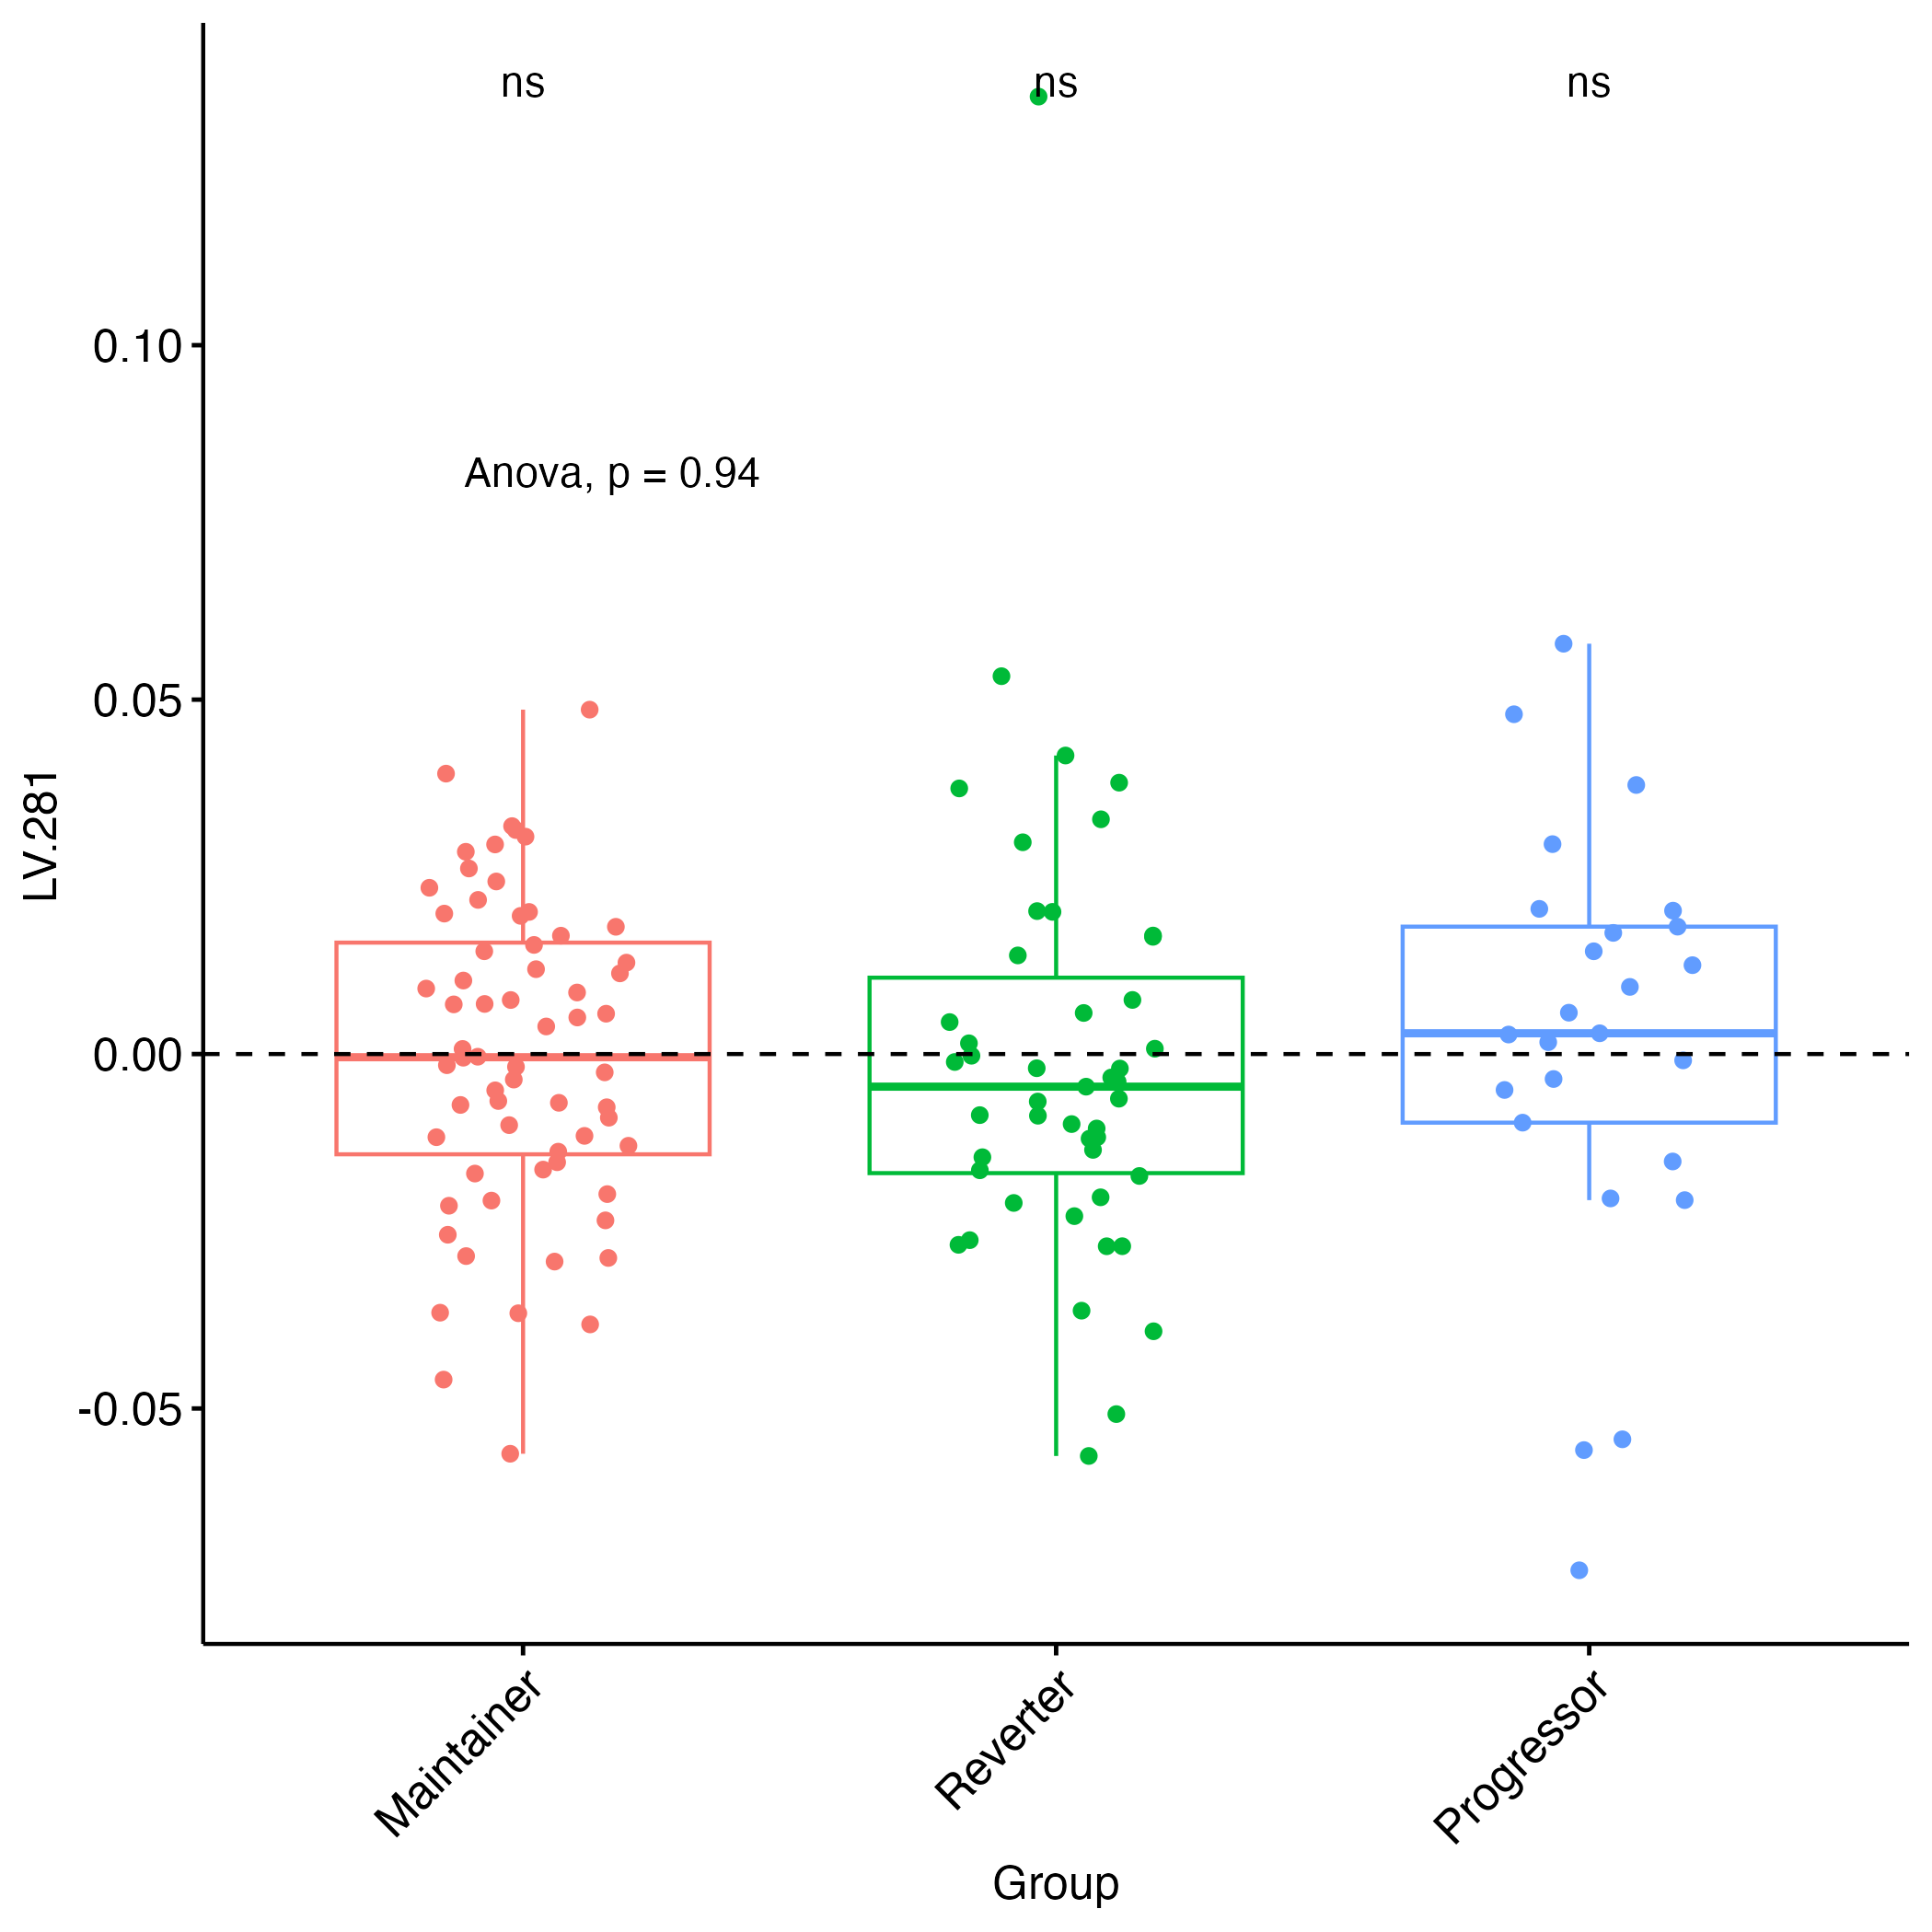 ns ns ns
0.10
Anova, p = 0.94
0.05
LV.281
0.00
-0.05
Maintainer Reverter Progressor
Group